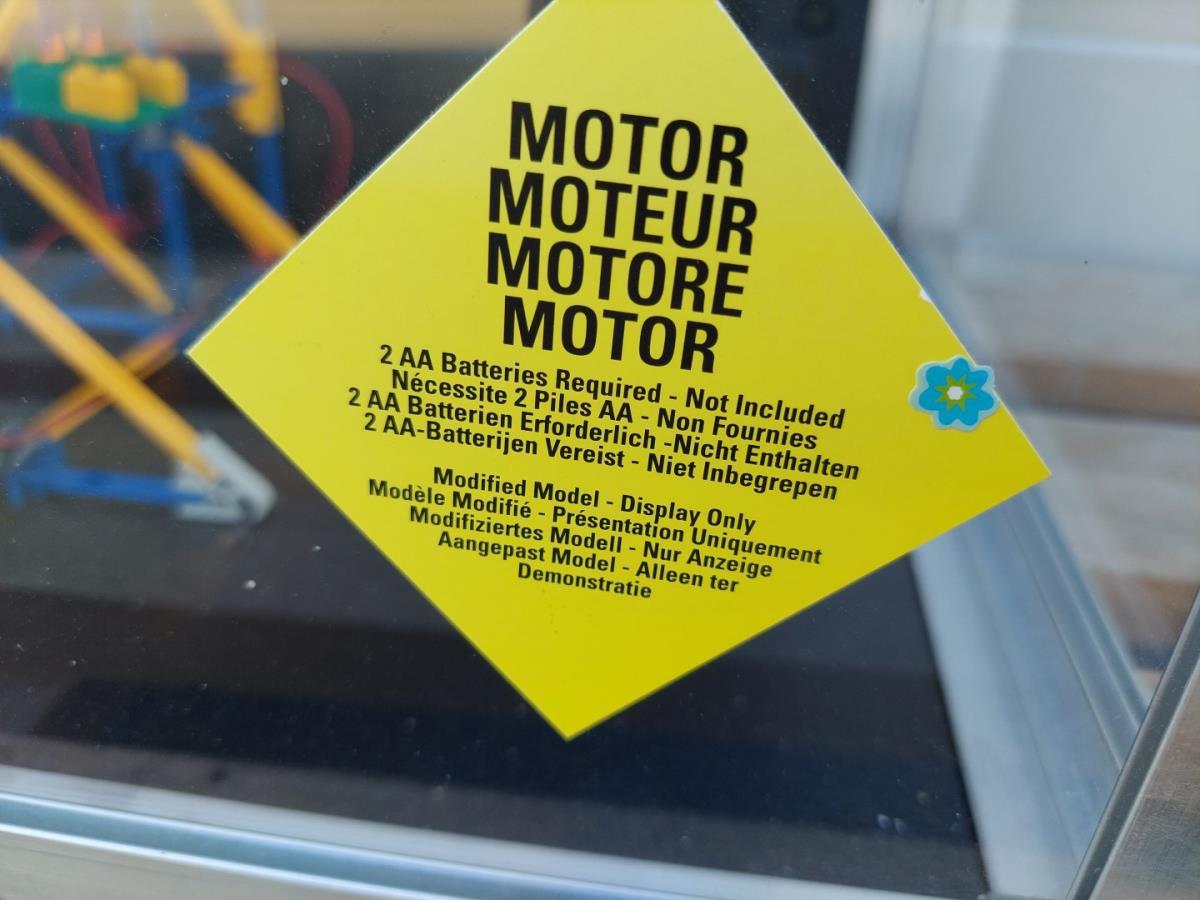 MOTOR
MOTEUR
MOTORE
MOTOR
2 AA Batteries Required - Not Included
Nécessite 2 Piles AA - Non Fournies
2 AA Batterien Erforderlich -Nicht Enthalten
2 AA-Batterijen Vereist - Niet Inbegrepen
Modified Model - Display Only
Modèle Modifié - Présentation Uniquement
Modifiziertes Modell - Nur Anzeige
Aangepast Model - Alleen ter
Demonstratie